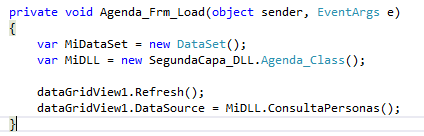 private void Agenda_Frm_Load(object sender, EventArgs e)
{
var MiDataSet = new DataSet();
var MiDLL = new SegundaCapa_DLL.Agenda_Class();
dataGridView1.Refresh();
dataGridView1.DataSource = MiDLL.ConsultaPersonas();
}